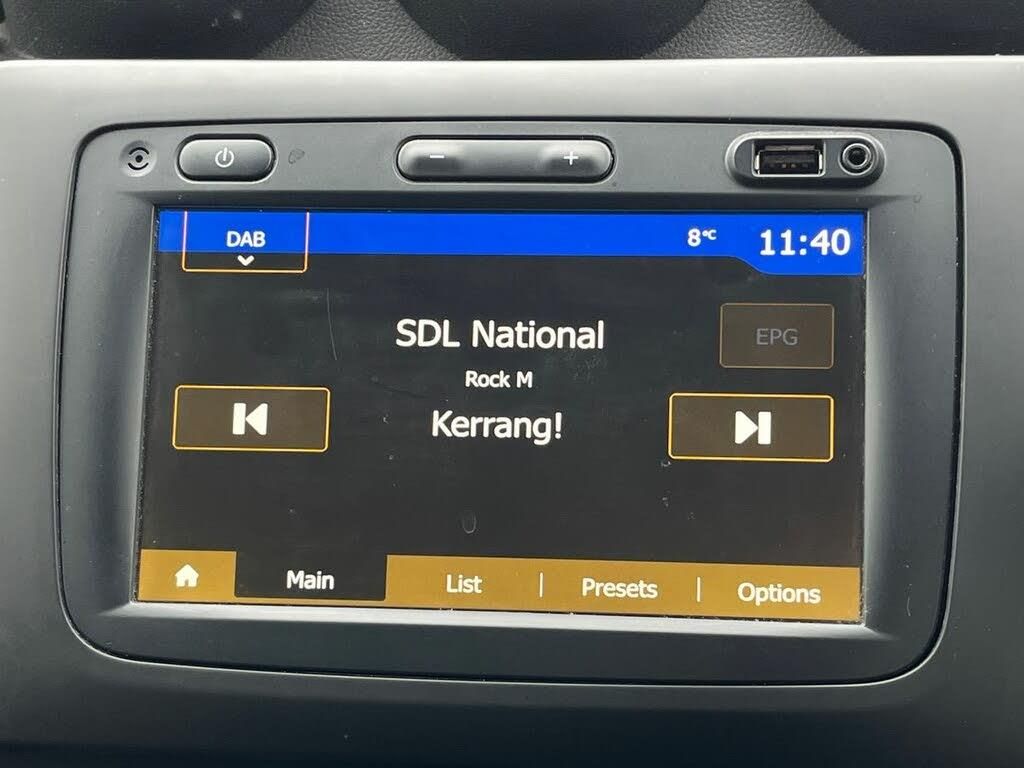 DAB
8°C
11:40
SDL National
EPG
Rock M
Kerrang!
Main
List
Presets
Options